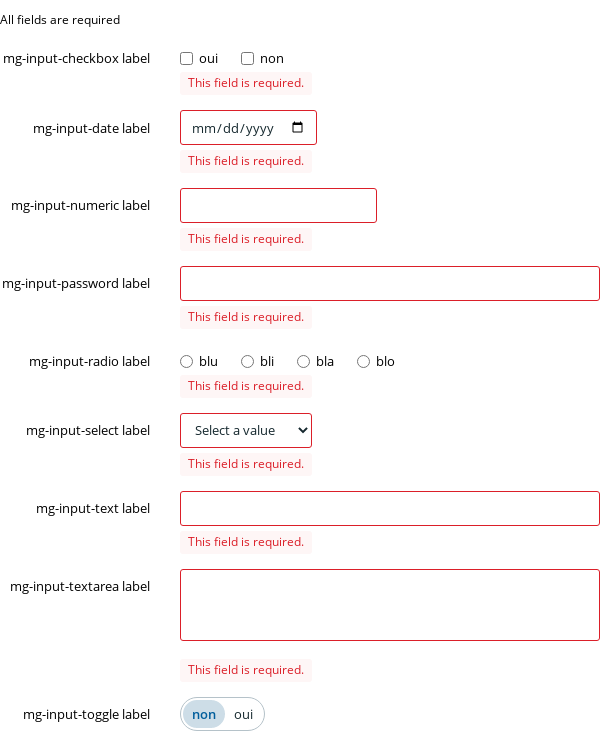 All fields are required
mg-input-checkbox label oui non
This field is required.
mg-input-date label mm/dd/yyyy
This field is required.
mg-input-numeric label
This field is required.
mg-input-password label
This field is required.
mg-input-radio label blu bli bla blo
This field is required.
mg-input-select label Select a value
This field is required.
mg-input-text label
This field is required.
mg-input-textarea label
This field is required.
mg-input-toggle label non oui